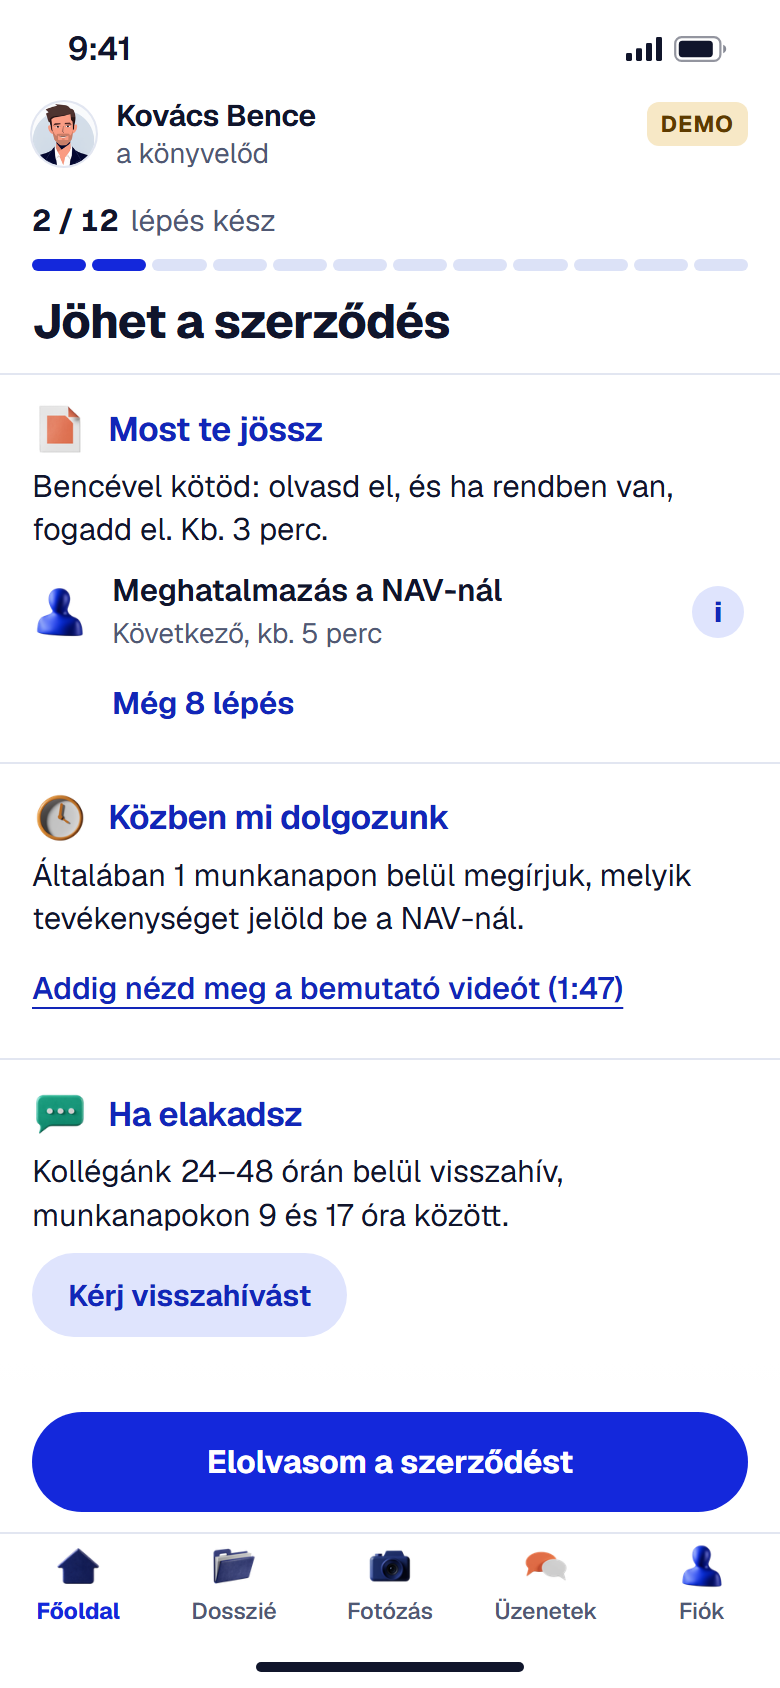 9:41
Kovács Bence
a könyvelőd
DEMO
2 / 12 lépés kész
Jöhet a szerződés
Most te jössz
Bencével kötöd: olvasd el, és ha rendben van,
fogadd el. Kb. 3 perc.
Meghatalmazás a NAV-nál
Következő, kb. 5 perc
i
Még 8 lépés
Közben mi dolgozunk
Általában 1 munkanapon belül megírjuk, melyik
tevékenységet jelöld be a NAV-nál.
Addig nézd meg a bemutató videót (1:47)
Ha elakadsz
Kollégánk 24–48 órán belül visszahív,
munkanapokon 9 és 17 óra között.
Kérj visszahívást
Elolvasom a szerződést
Főoldal
Dosszié
Fotózás
Üzenetek
Fiók